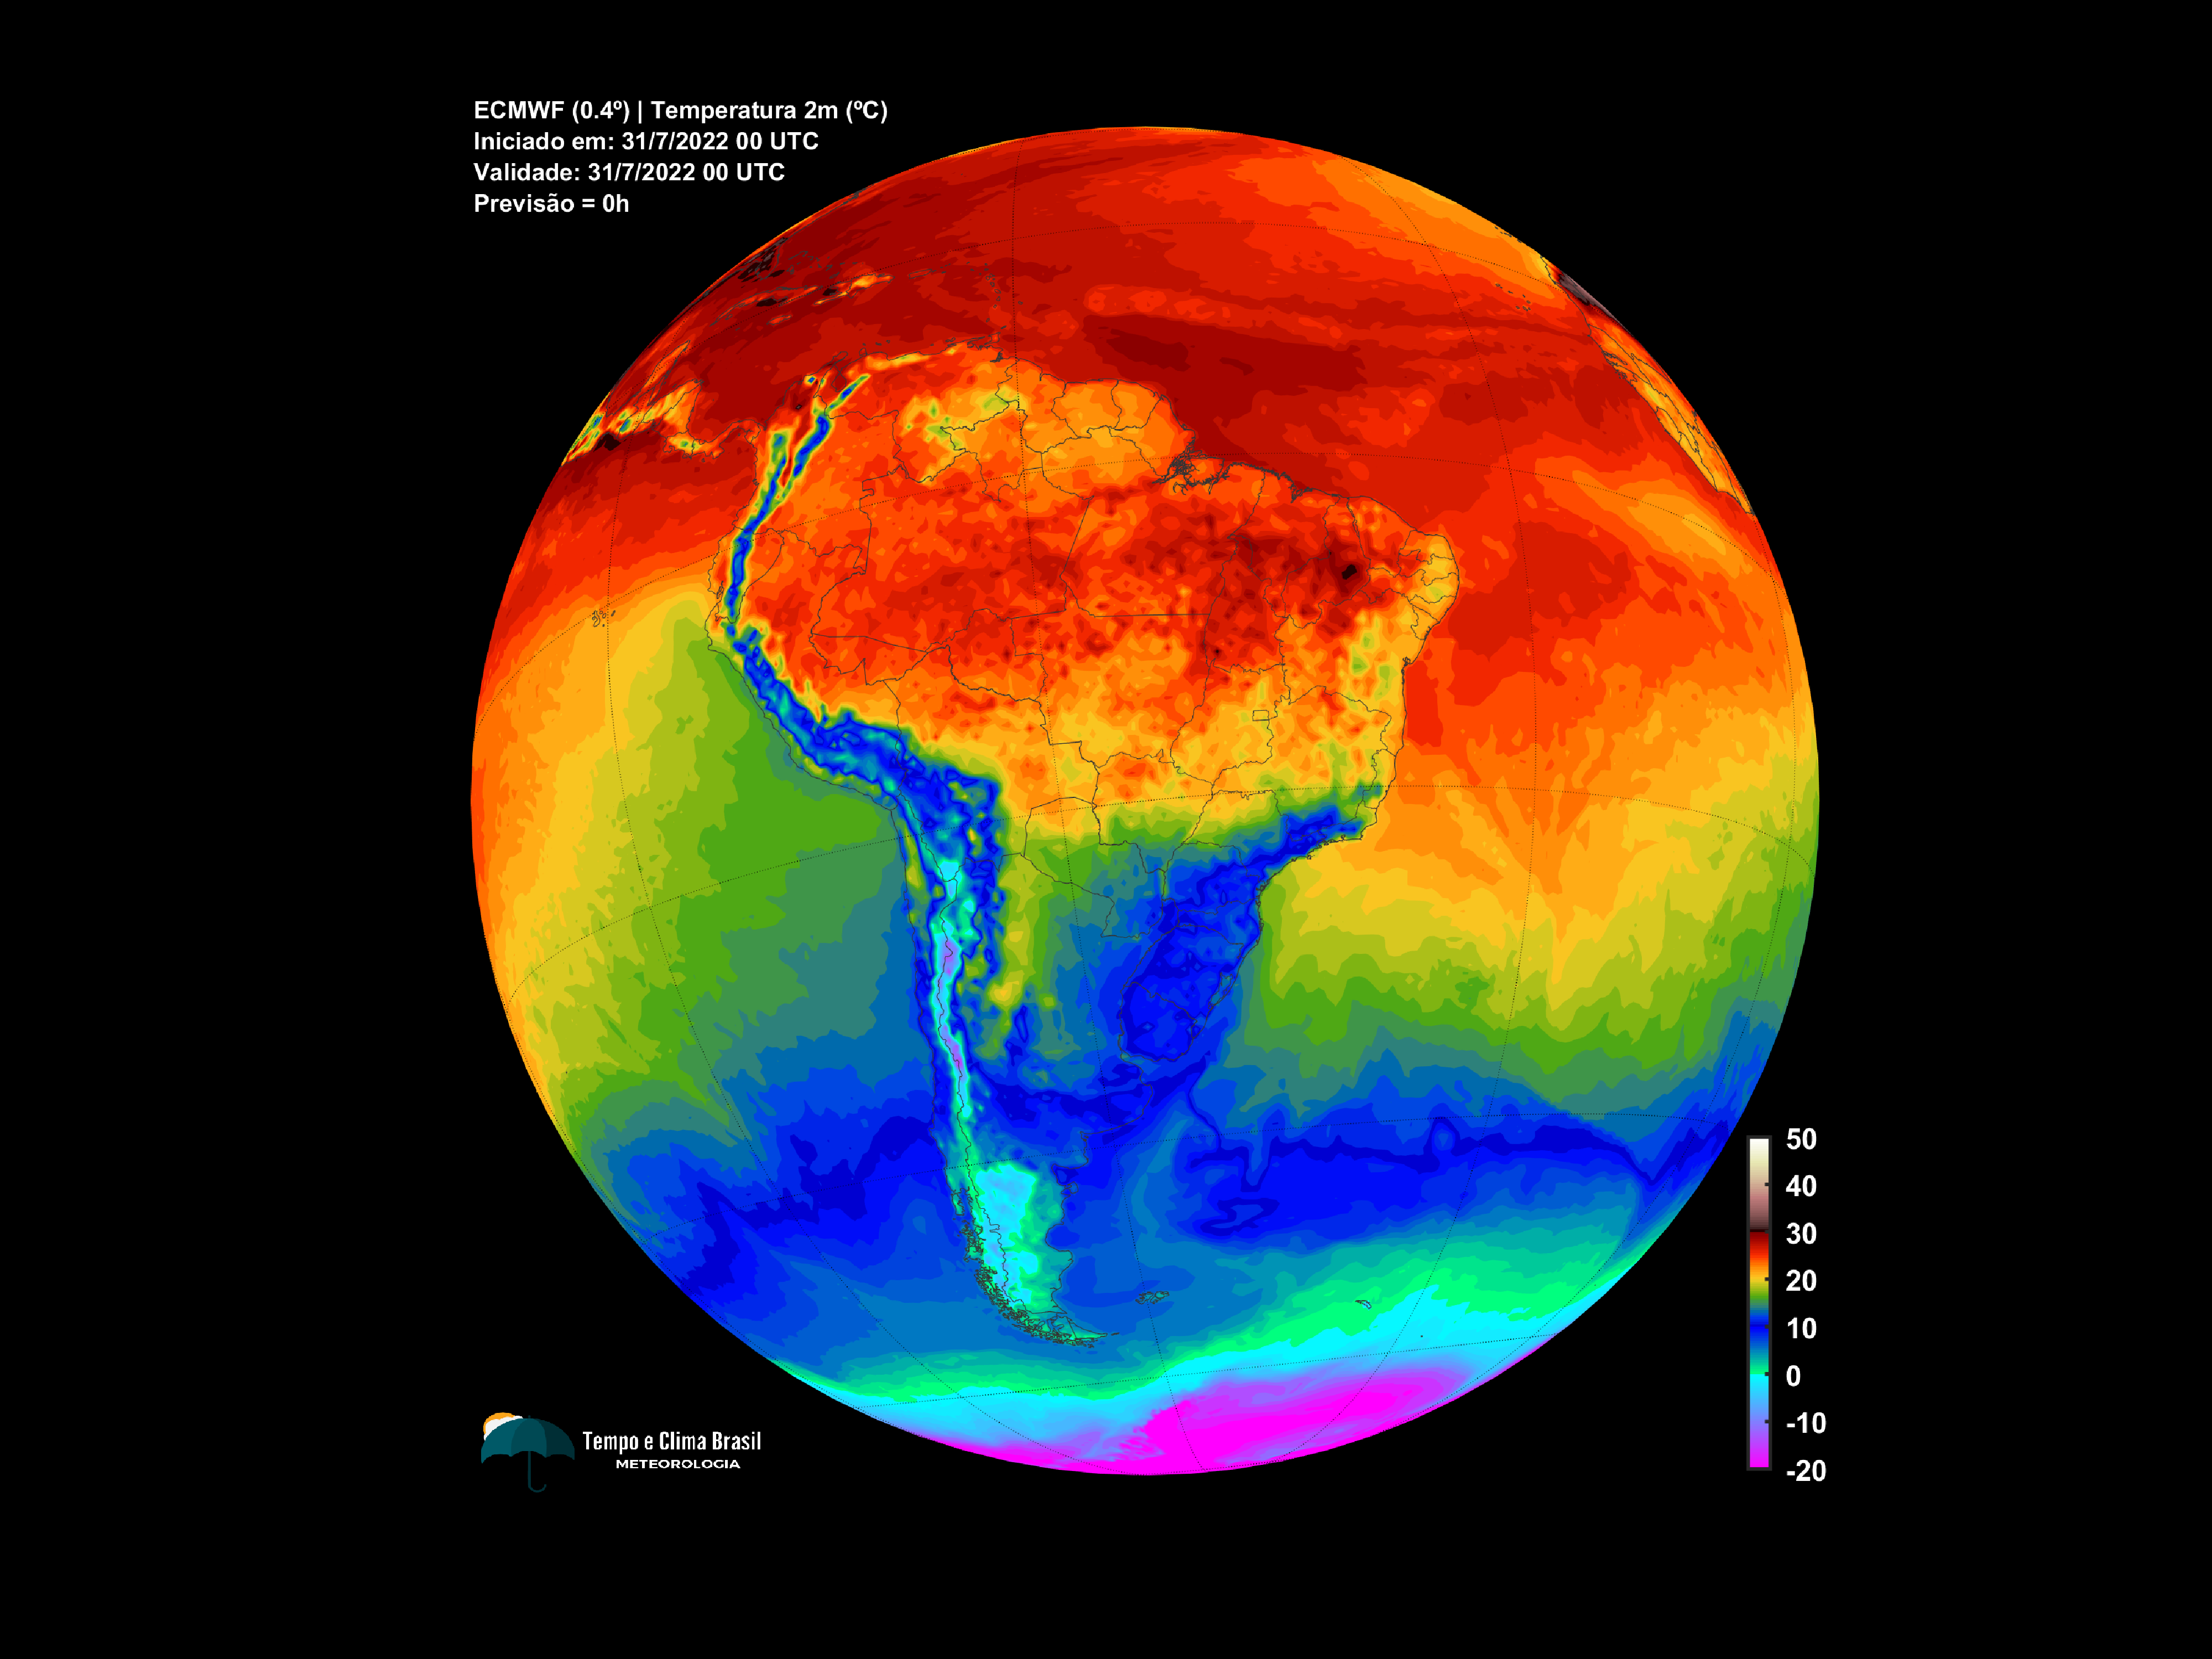 ECMWF (0.4º) | Temperatura 2m (ºC)
Iniciado em: 31/7/2022 00 UTC
Validade: 31/7/2022 00 UTC
Previsão = 0h
50
40
30
20
10
0
-10
-20
Tempo e Clima Brasil
METEOROLOGIA